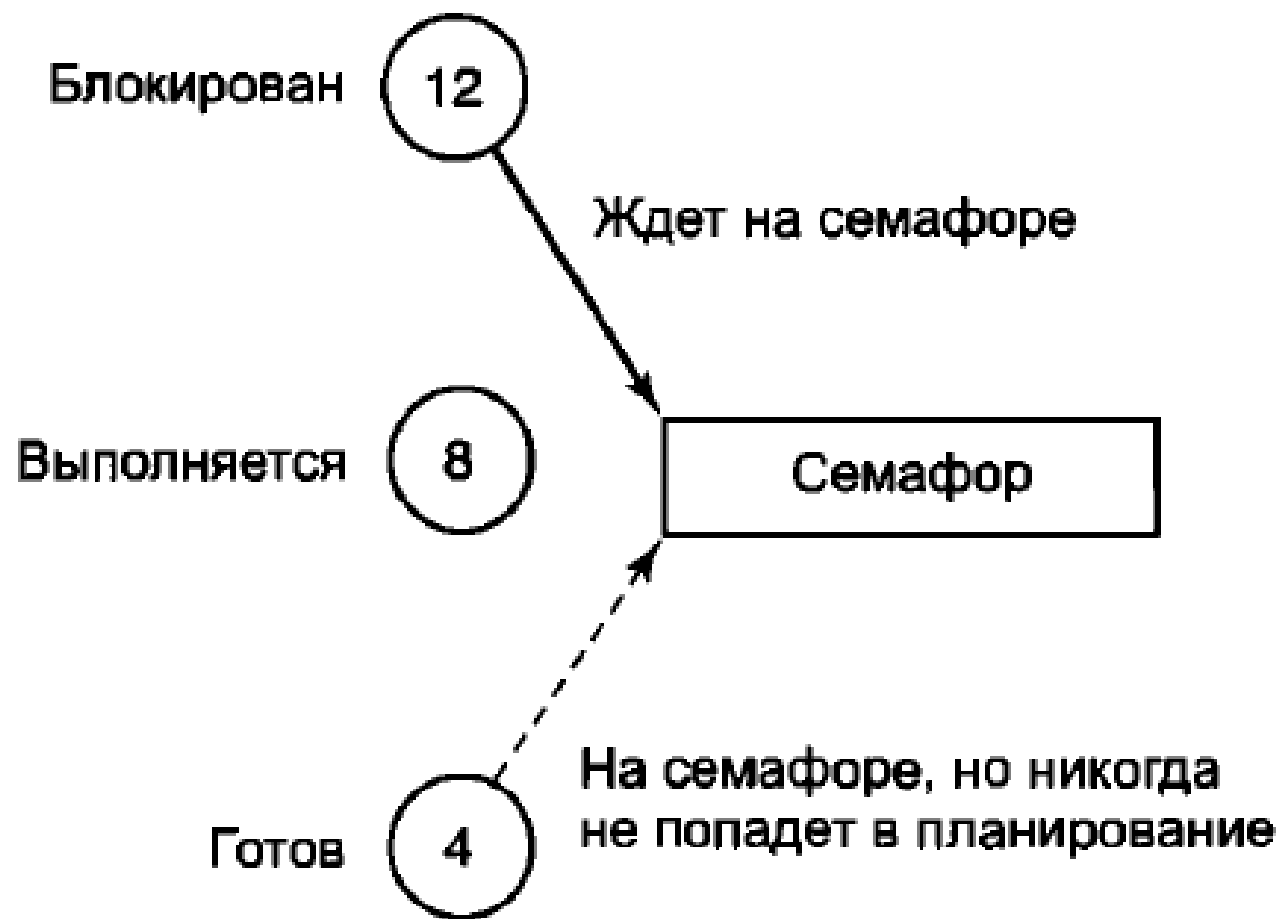 Блокирован
12
Ждет на семафоре
Выполняется
8
Семафор
На семафоре, но никогда
не попадет в планирование
Готов
4